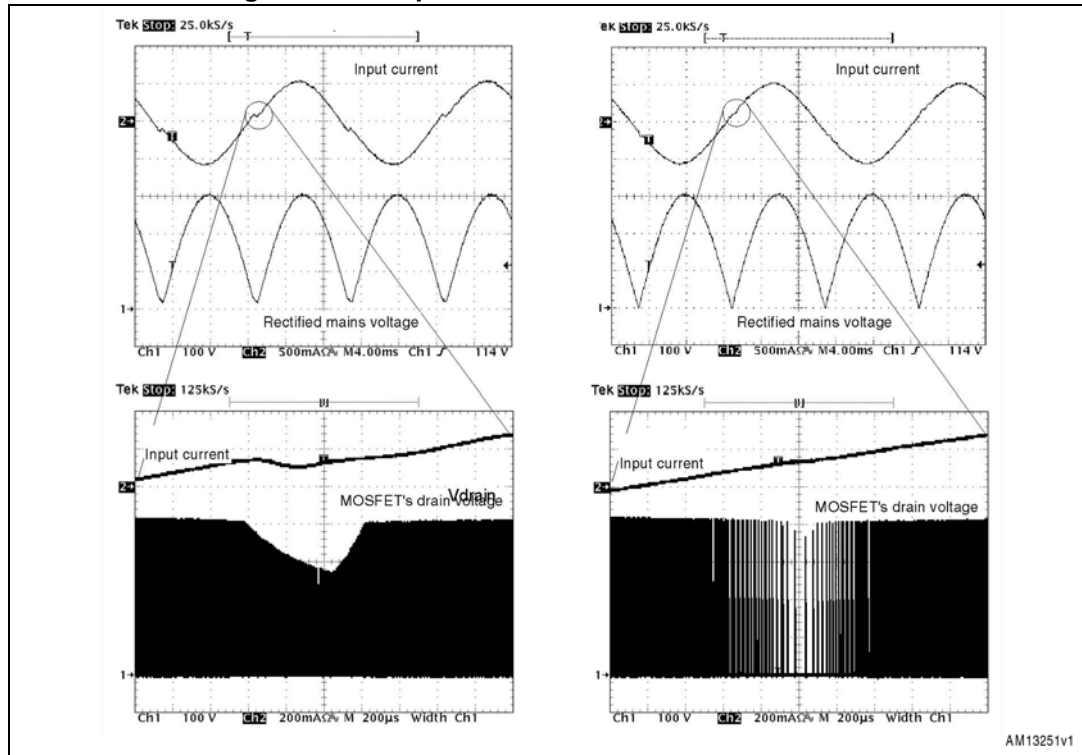 Tek Stop: 25.0kS/s
[ T ]
Input current
2
T
T
Rectified mains voltage
1
Ch1 100 V Ch2 500mAΩ M4.00ms Ch1 114 V
ek Stop: 25.0kS/s
[ T ]
Input current
2
T
T
Rectified mains voltage
1
Ch1 100 V Ch2 500mAΩ M4.00ms Ch1 114 V
Tek Stop: 125kS/s
Input current
T
2
Vdrain
MOSFET's drain voltage
1
Ch1 100 V Ch2 200mAΩ M 200µs Width Ch1
Tek Stop: 125kS/s
Input current
T
2
MOSFET's drain voltage
1
Ch1 100 V Ch2 200mAΩ M 200µs Width Ch1
AM13251v1